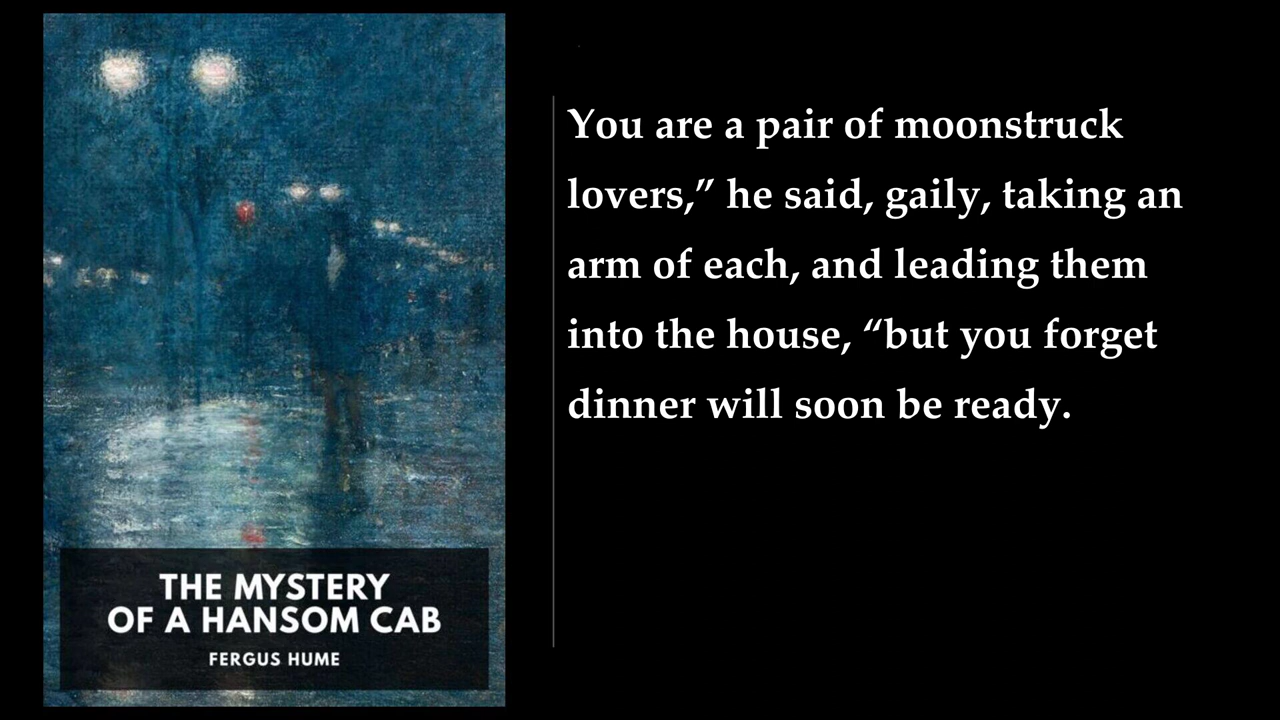 THE MYSTERY
OF A HANSOM CAB
FERGUS HUME
You are a pair of moonstruck
lovers,” he said, gaily, taking an
arm of each, and leading them
into the house, “but you forget
dinner will soon be ready.